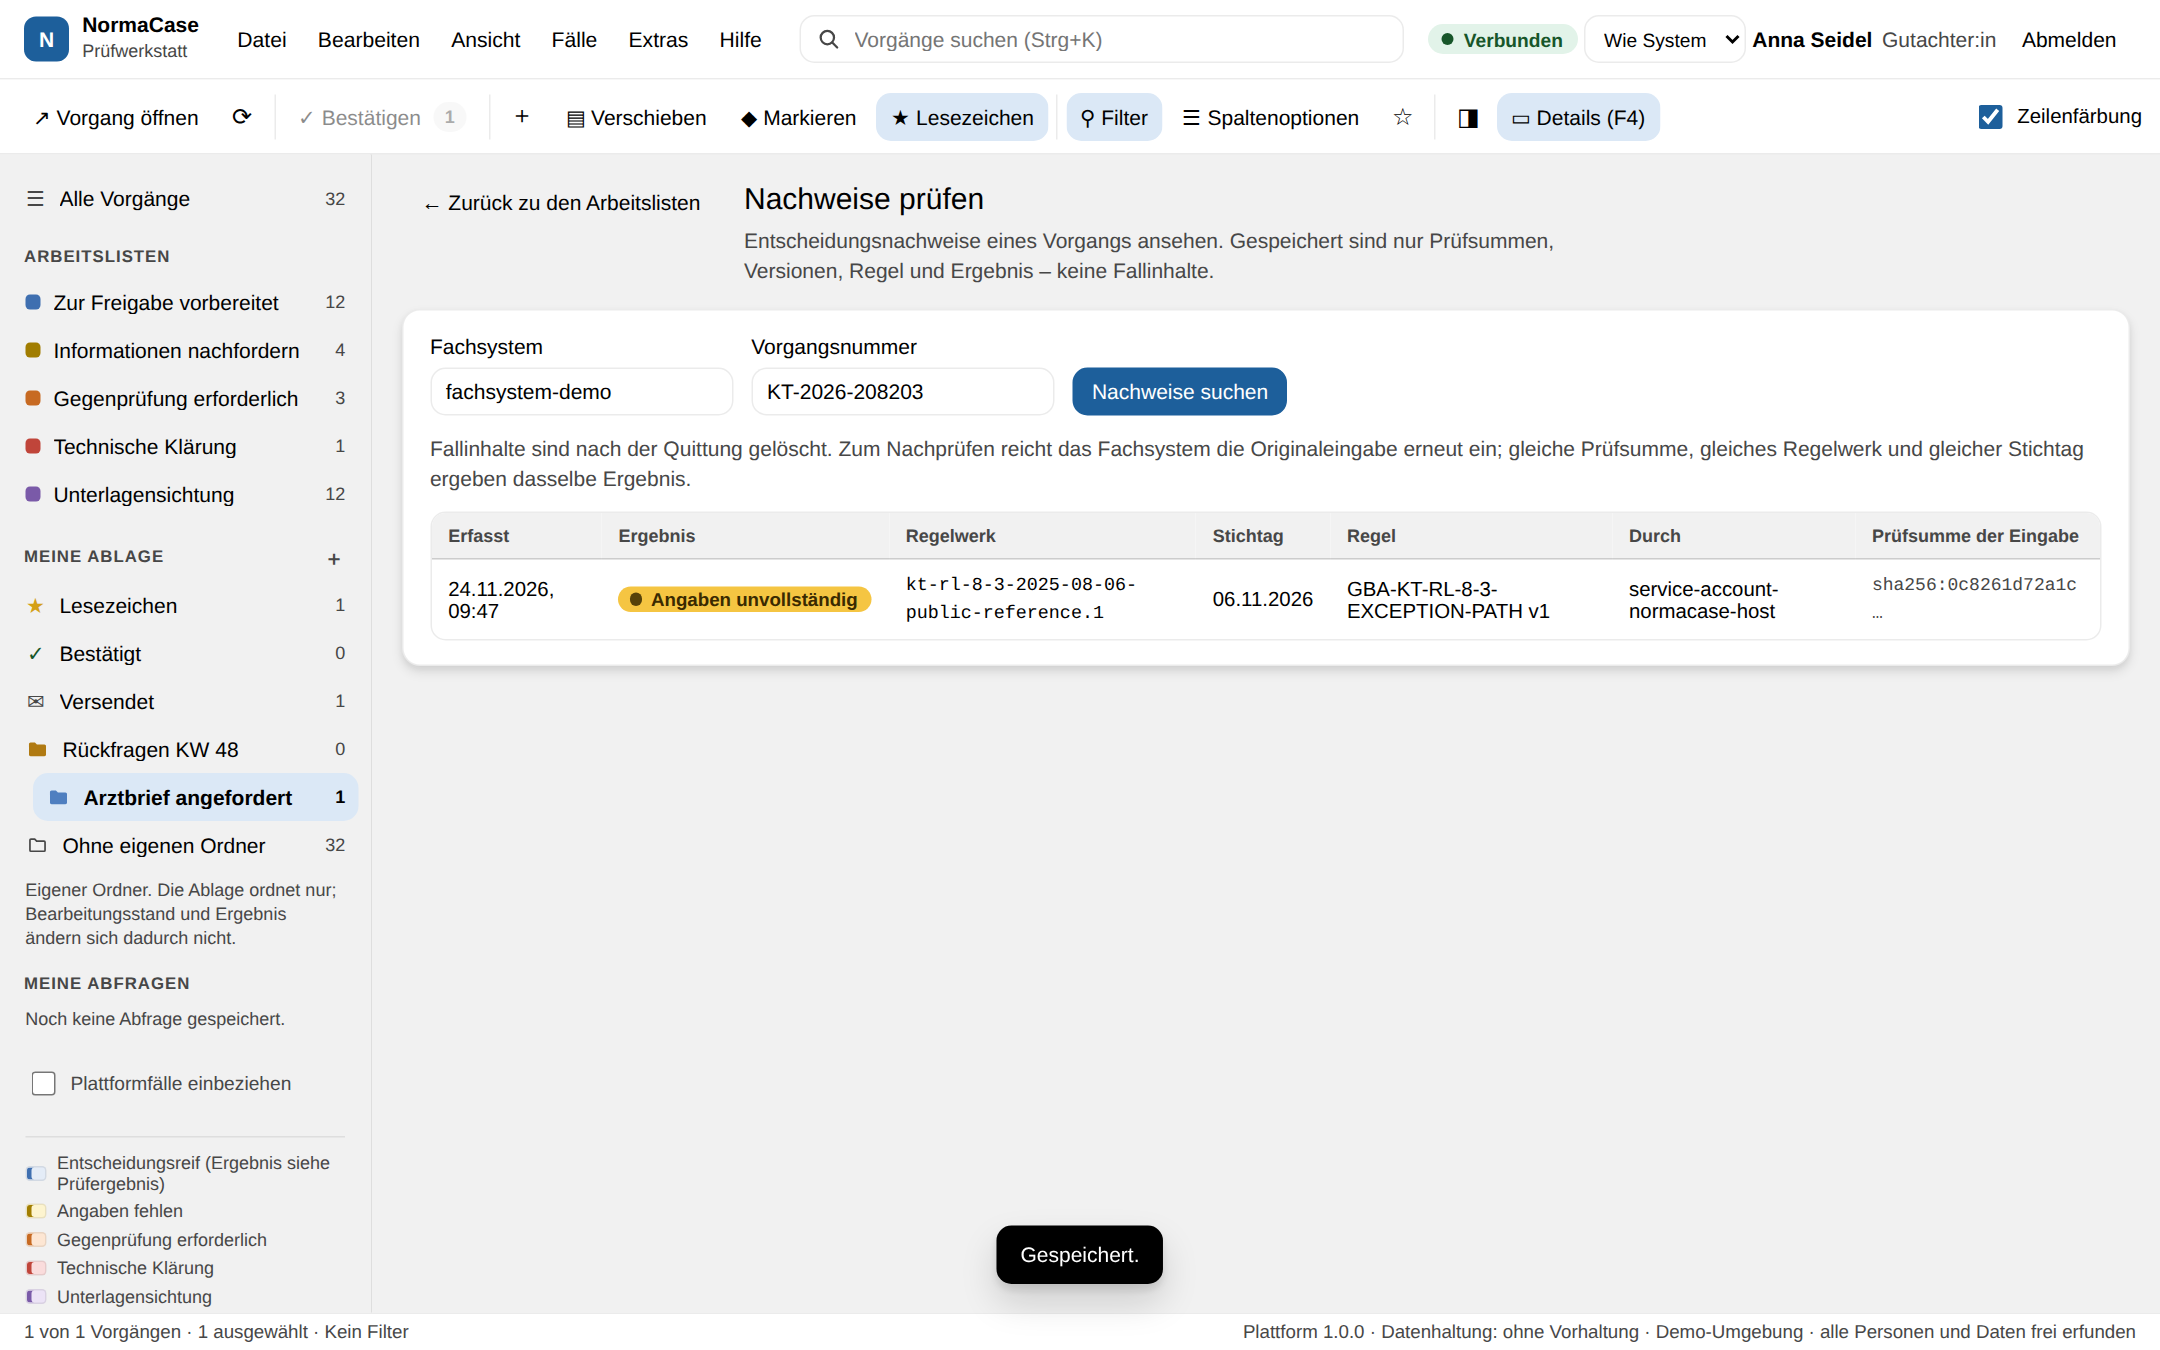 N
NormaCase
Prüfwerkstatt
Datei Bearbeiten Ansicht Fälle Extras Hilfe
Vorgänge suchen (Strg+K)
Verbunden
Wie System
Anna Seidel Gutachter:in Abmelden
↗ Vorgang öffnen ⟳ ✓ Bestätigen 1 + ▤ Verschieben ◆ Markieren ★ Lesezeichen ⚲ Filter ☰ Spaltenoptionen ☆ ◨ ▭ Details (F4) Zeilenfärbung
☰ Alle Vorgänge 32
ARBEITSLISTEN
Zur Freigabe vorbereitet 12
Informationen nachfordern 4
Gegenprüfung erforderlich 3
Technische Klärung 1
Unterlagensichtung 12
MEINE ABLAGE +
★ Lesezeichen 1
✓ Bestätigt 0
✉ Versendet 1
Rückfragen KW 48 0
Arztbrief angefordert 1
Ohne eigenen Ordner 32
Eigener Ordner. Die Ablage ordnet nur;
Bearbeitungsstand und Ergebnis
ändern sich dadurch nicht.
MEINE ABFRAGEN
Noch keine Abfrage gespeichert.
Plattformfälle einbeziehen
Entscheidungsreif (Ergebnis siehe
Prüfergebnis)
Angaben fehlen
Gegenprüfung erforderlich
Technische Klärung
Unterlagensichtung
← Zurück zu den Arbeitslisten
Nachweise prüfen
Entscheidungsnachweise eines Vorgangs ansehen. Gespeichert sind nur Prüfsummen,
Versionen, Regel und Ergebnis – keine Fallinhalte.
Fachsystem Vorgangsnummer
fachsystem-demo KT-2026-208203 Nachweise suchen
Fallinhalte sind nach der Quittung gelöscht. Zum Nachprüfen reicht das Fachsystem die Originaleingabe erneut ein; gleiche Prüfsumme, gleiches Regelwerk und gleicher Stichtag
ergeben dasselbe Ergebnis.
Erfasst Ergebnis Regelwerk Stichtag Regel Durch Prüfsumme der Eingabe
24.11.2026, Angaben unvollständig kt-rl-8-3-2025-08-06- 06.11.2026 GBA-KT-RL-8-3- service-account- sha256:0c8261d72a1c
09:47 public-reference.1 EXCEPTION-PATH v1 normacase-host …
Gespeichert.
1 von 1 Vorgängen · 1 ausgewählt · Kein Filter
Plattform 1.0.0 · Datenhaltung: ohne Vorhaltung · Demo-Umgebung · alle Personen und Daten frei erfunden